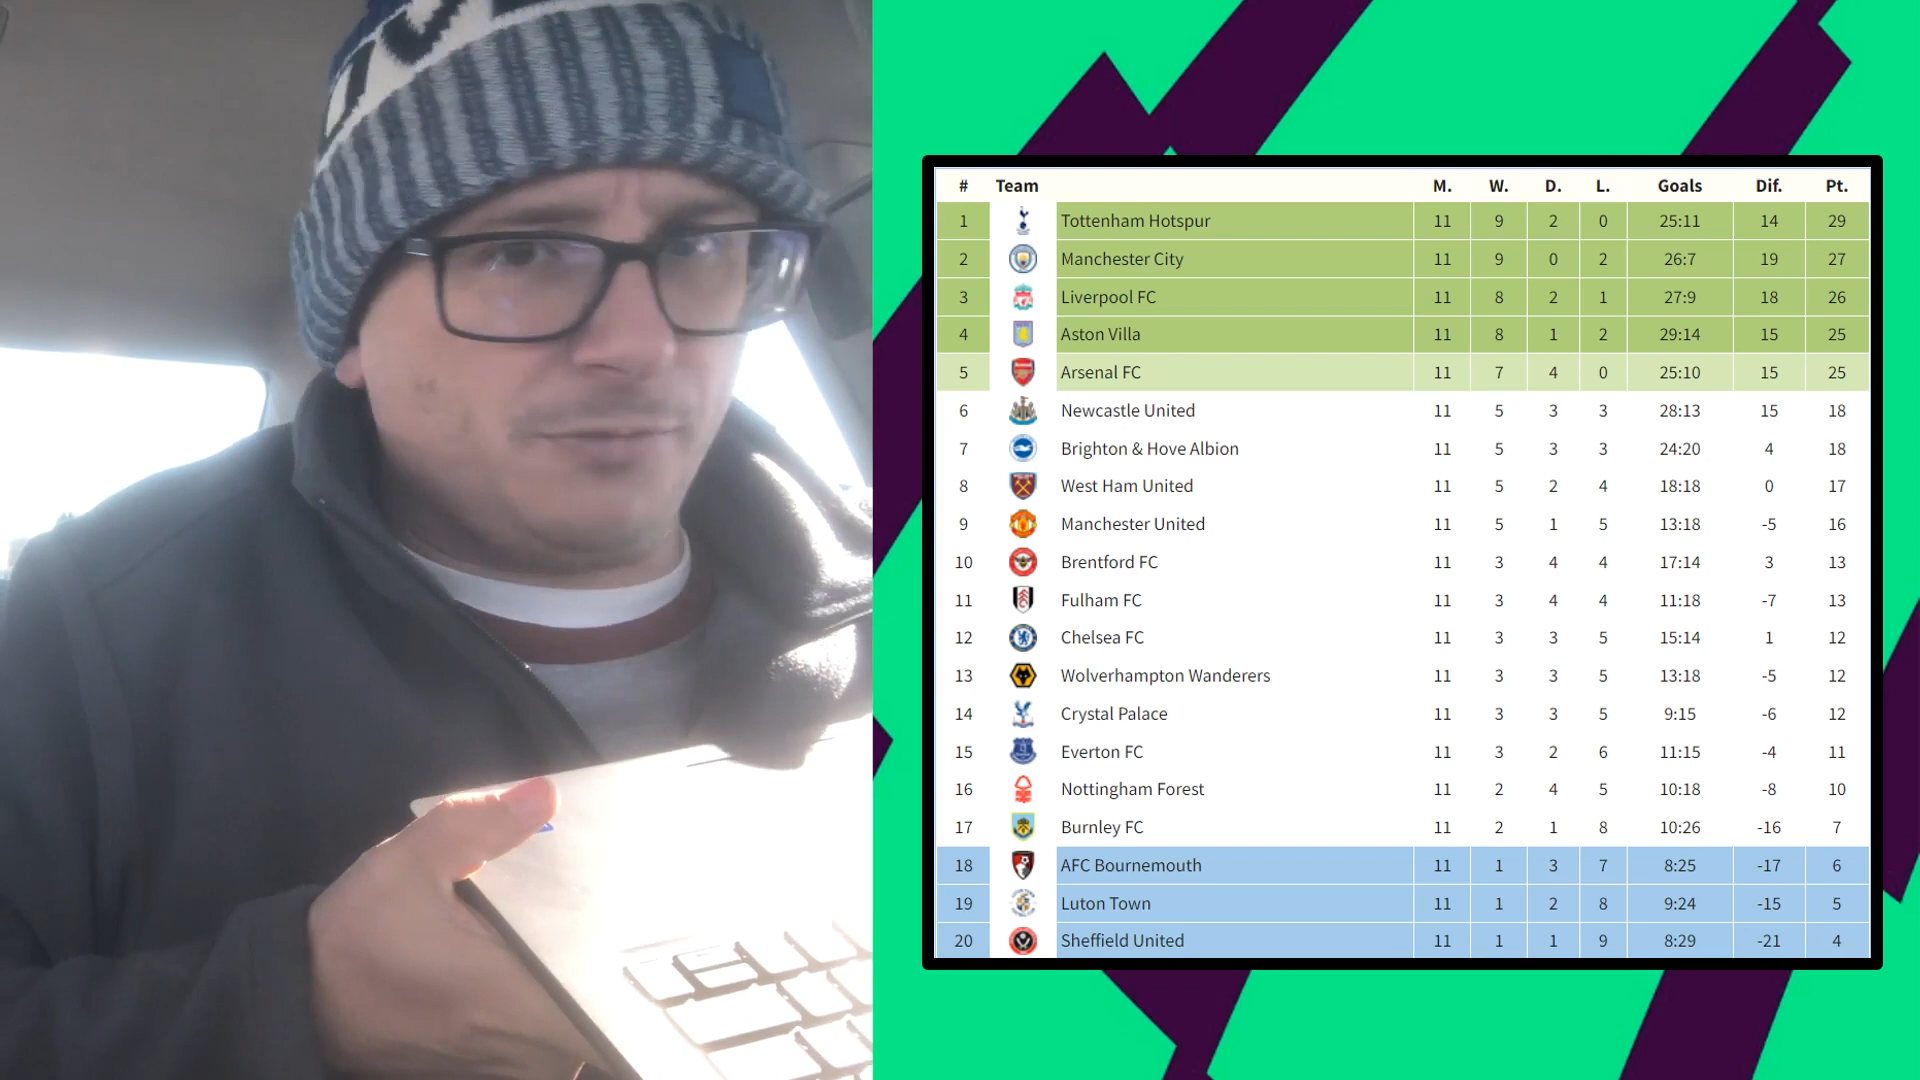 # Team M. W. D. L. Goals Dif. Pt.
1 Tottenham Hotspur 11 9 2 0 25:11 14 29
2 Manchester City 11 9 0 2 26:7 19 27
3 Liverpool FC 11 8 2 1 27:9 18 26
4 Aston Villa 11 8 1 2 29:14 15 25
5 Arsenal FC 11 7 4 0 25:10 15 25
6 Newcastle United 11 5 3 3 28:13 15 18
7 Brighton & Hove Albion 11 5 3 3 24:20 4 18
8 West Ham United 11 5 2 4 18:18 0 17
9 Manchester United 11 5 1 5 13:18 -5 16
10 Brentford FC 11 3 4 4 17:14 3 13
11 Fulham FC 11 3 4 4 11:18 -7 13
12 Chelsea FC 11 3 3 5 15:14 1 12
13 Wolverhampton Wanderers 11 3 3 5 13:18 -5 12
14 Crystal Palace 11 3 3 5 9:15 -6 12
15 Everton FC 11 3 2 6 11:15 -4 11
16 Nottingham Forest 11 2 4 5 10:18 -8 10
17 Burnley FC 11 2 1 8 10:26 -16 7
18 AFC Bournemouth 11 1 3 7 8:25 -17 6
19 Luton Town 11 1 2 8 9:24 -15 5
20 Sheffield United 11 1 1 9 8:29 -21 4